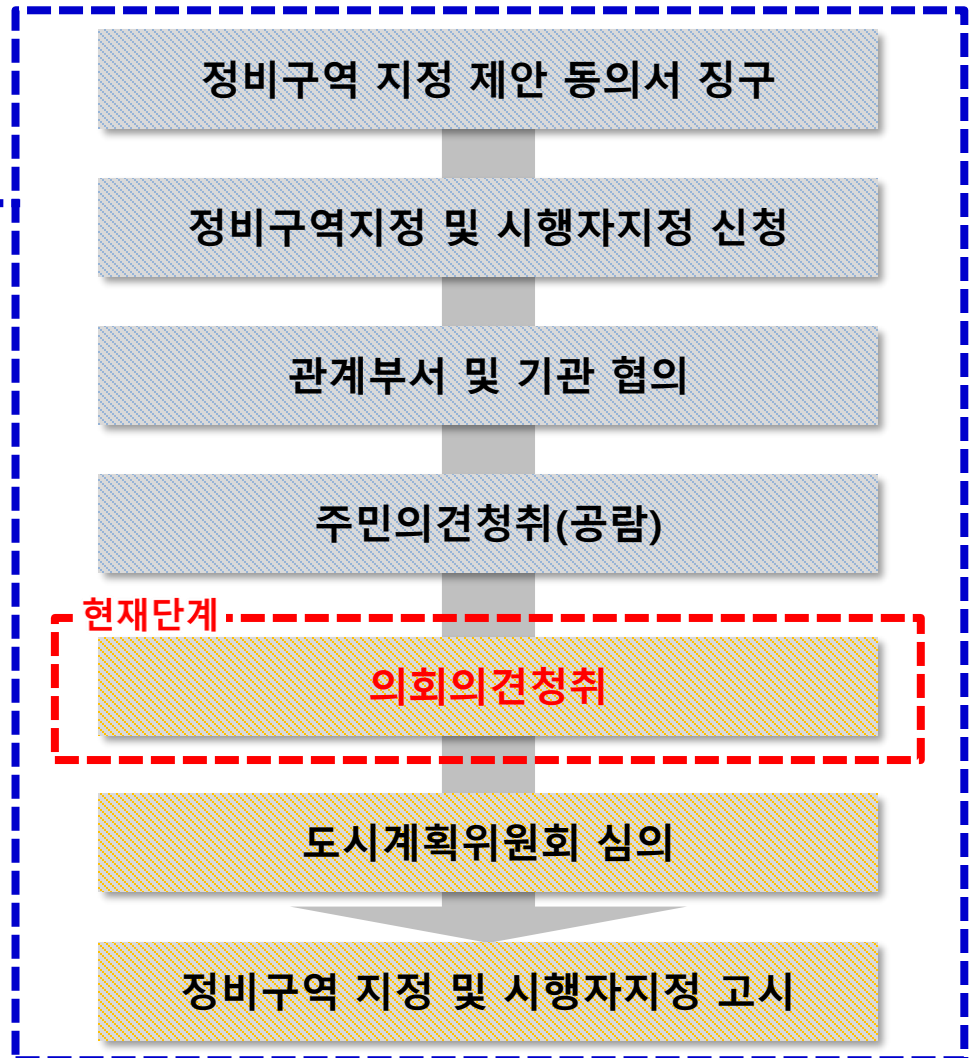 정비구역 지정 제안 동의서 징구
정비구역지정 및 시행자지정 신청
관계부서 및 기관 협의
주민의견청취(공람)
현재단계
의회의견청취
도시계획위원회 심의
정비구역 지정 및 시행자지정 고시